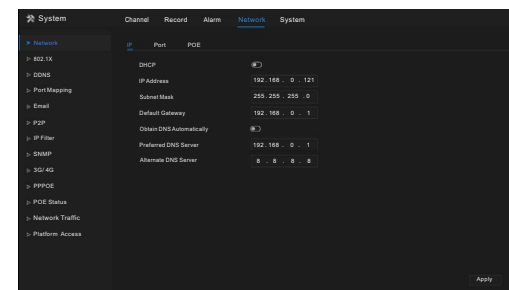 System
Channel Record Alarm Network System
Network
802.1X
DDNS
Port Mapping
Email
P2P
IP Filter
SNMP
3G/4G
PPPOE
POE Status
Network Traffic
Platform Access
IP Port POE
DHCP
IP Address 192.168. 0 .121
Subnet Mask 255.255.255 .0
Default Gateway 192.168. 0 . 1
Obtain DNS Automatically
Preferred DNS Server 192.168. 0 . 1
Alternate DNS Server 8 . 8 . 8 . 8
Apply